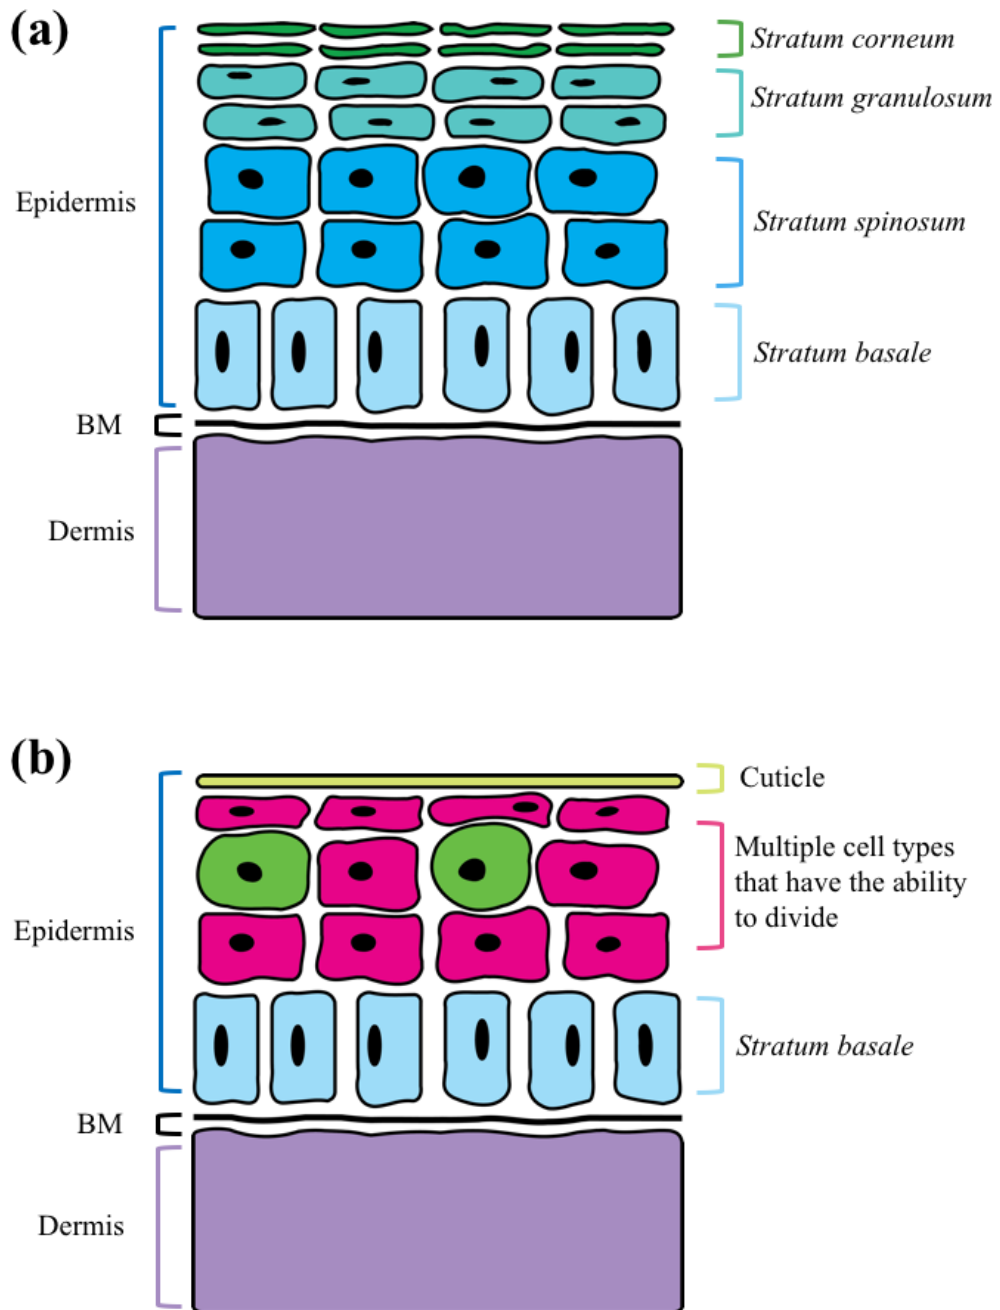 (a)
Stratum corneum
Stratum granulosum
Epidermis
Stratum spinosum
Stratum basale
BM
Dermis
(b)
Cuticle
Multiple cell types
that have the ability
to divide
Epidermis
Stratum basale
BM
Dermis